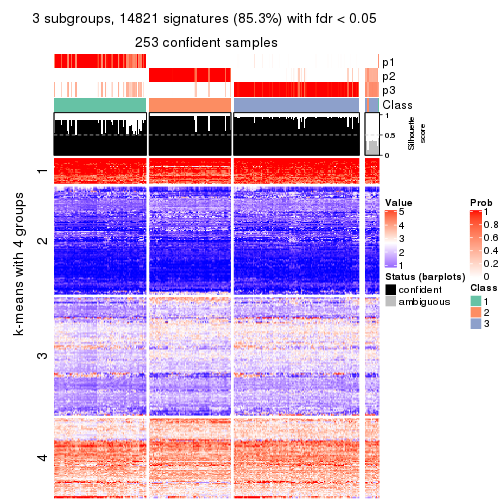 3 subgroups, 14821 signatures (85.3%) with fdr < 0.05
253 confident samples
p1
p2
p3
Class
1
0.5
0
Silhouette
score
k-means with 4 groups
1
2
3
4
Value
5
4
3
2
1
Status (barplots)
confident
ambiguous
Prob
1
0.8
0.6
0.4
0.2
0
Class
1
2
3